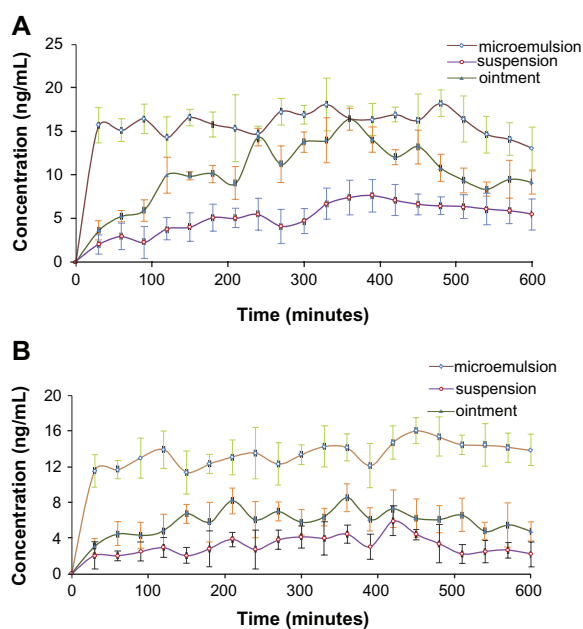 A
25
20
15
10
5
0
Concentration (ng/mL)
microemulsion
suspension
ointment
0 100 200 300 400 500 600
Time (minutes)
B
20
16
12
8
4
0
Concentration (ng/mL)
microemulsion
suspension
ointment
0 100 200 300 400 500 600
Time (minutes)